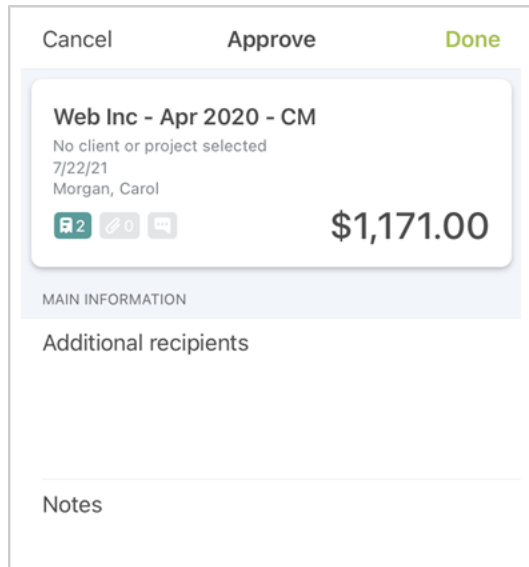 Cancel Approve Done
Web Inc - Apr 2020 - CM
No client or project selected
7/22/21
Morgan, Carol
2 0
$1,171.00
MAIN INFORMATION
Additional recipients
Notes